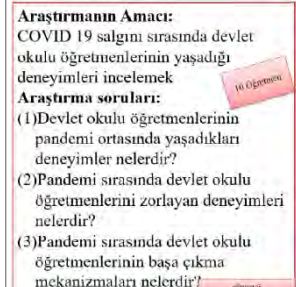 Araştırmanın Amacı:
COVID 19 salgını sırasında devlet
okulu öğretmenlerinin yaşadığı
deneyimleri incelemek
16 Öğretmen
Araştırma soruları:
(1)Devlet okulu öğretmenlerinin
pandemi ortasında yaşadıkları
deneyimler nelerdir?
(2)Pandemi sırasında devlet okulu
öğretmenlerini zorlayan deneyimleri
nelerdir?
(3)Pandemi sırasında devlet okulu
öğretmenlerinin başa çıkma
mekanizmaları nelerdir?